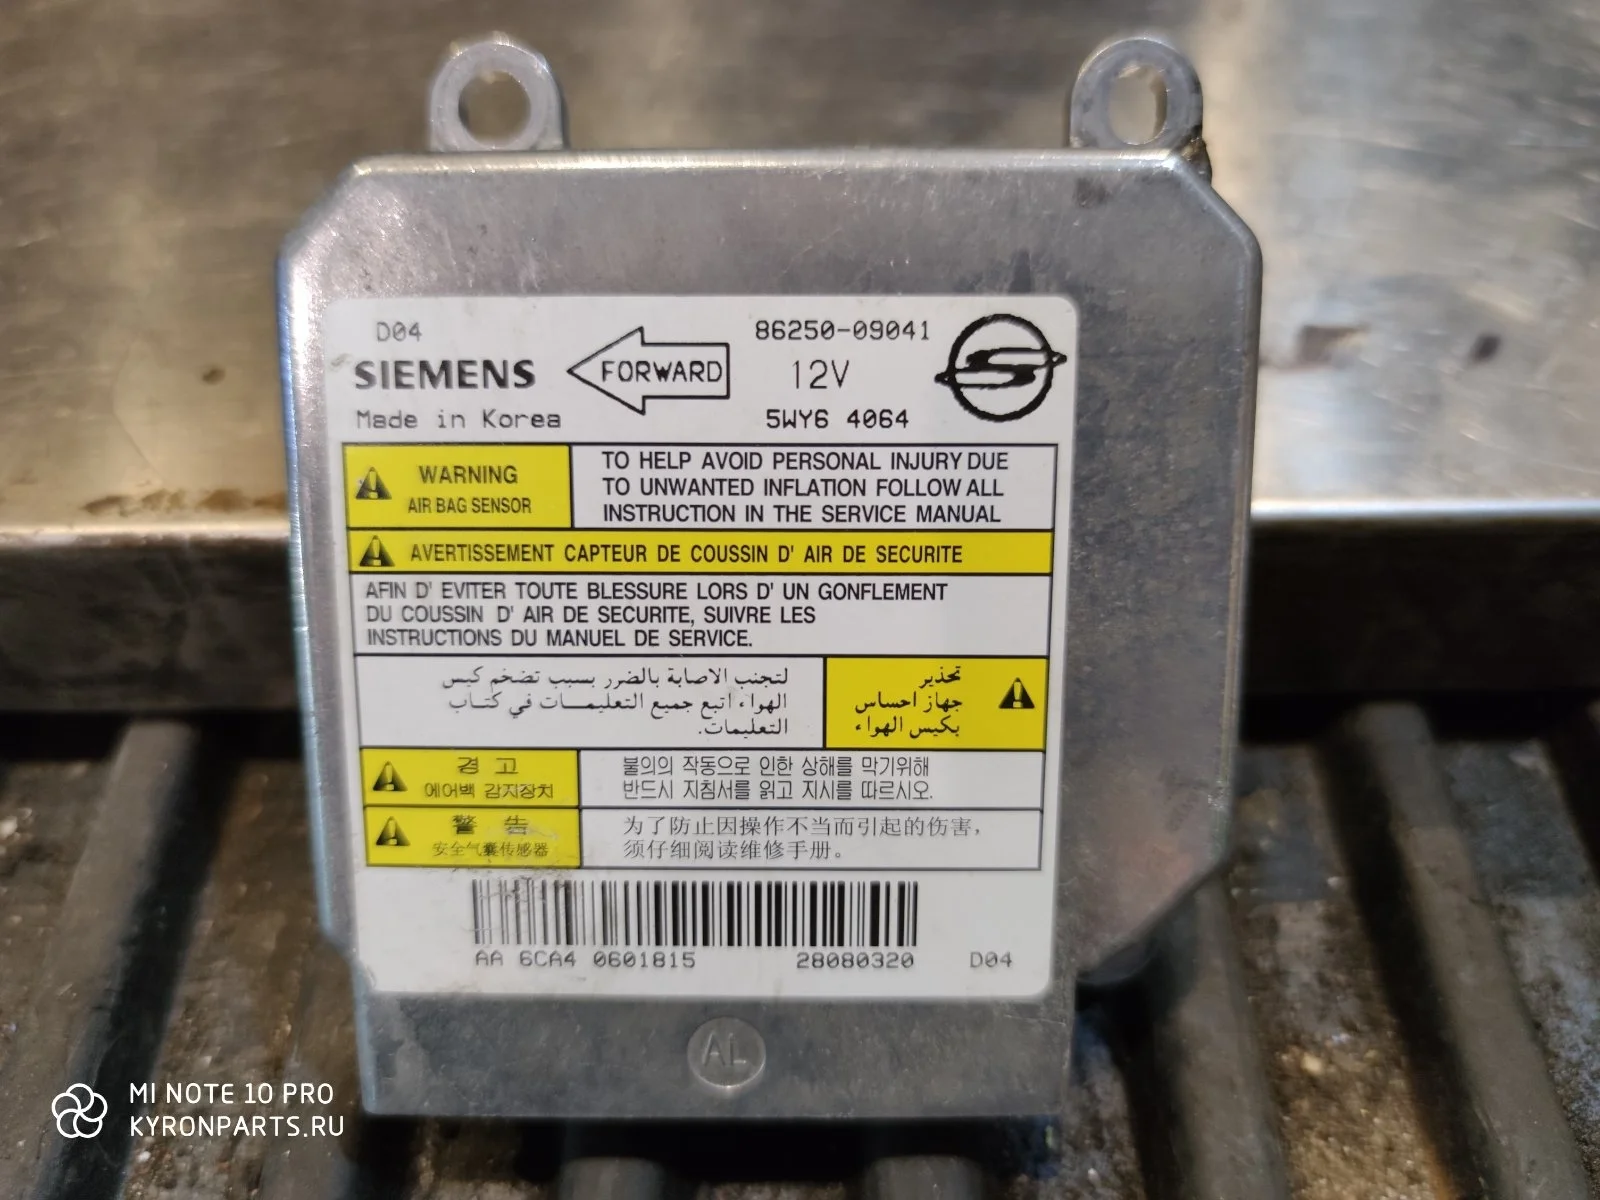 D04
SIEMENS
Made in Korea
FORWARD
86250-09041
12V
5WY6 4064
WARNING
AIR BAG SENSOR
TO HELP AVOID PERSONAL INJURY DUE
TO UNWANTED INFLATION FOLLOW ALL
INSTRUCTION IN THE SERVICE MANUAL
AVERTISSEMENT CAPTEUR DE COUSSIN D' AIR DE SECURITE
AFIN D' EVITER TOUTE BLESSURE LORS D' UN GONFLEMENT
DU COUSSIN D' AIR DE SECURITE, SUIVRE LES
INSTRUCTIONS DU MANUEL DE SERVICE.
تحذير
جهاز احساس
بكيس الهواء
لتجنب الاصابة بالضرر بسبب تضخم كيس
الهواء اتبع جميع التعليمــات في كتــاب
التعليمات.
경 고
에어백 감지장치
불의의 작동으로 인한 상해를 막기위해
반드시 지침서를 읽고 지시를 따르시오.
警 告
安全气囊传感器
为了防止因操作不当而引起的伤害，
须仔细阅读维修手册。
AA 6CA4 0601815 28080320 D04
AL
MI NOTE 10 PRO
KYRONPARTS.RU